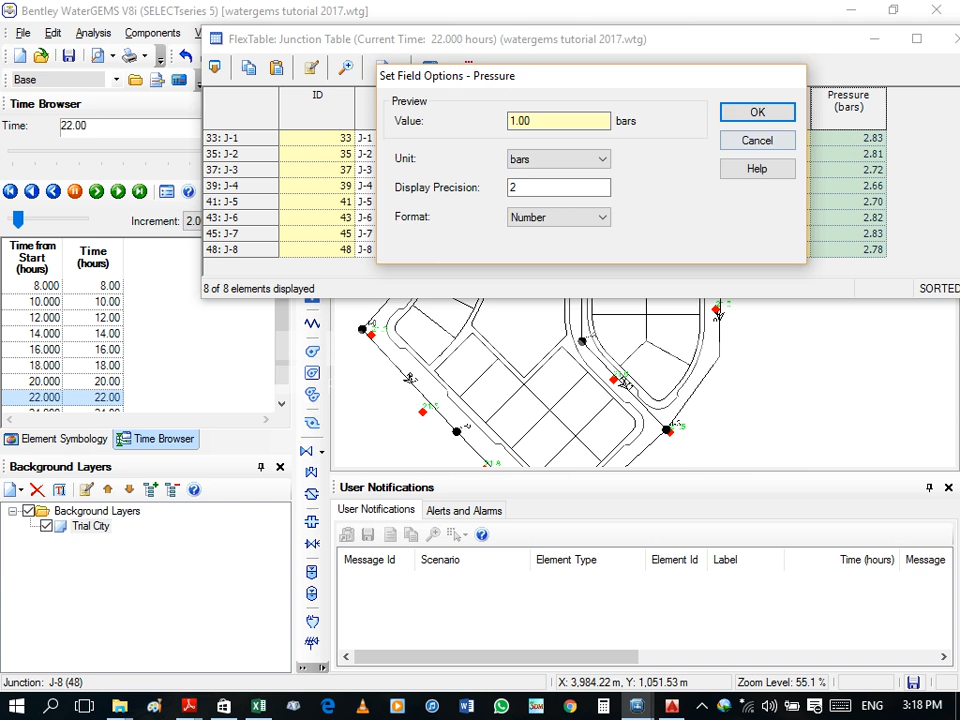 Bentley WaterGEMS V8i (SELECTseries 5) [watergems tutorial 2017.wtg]
File Edit Analysis Components V
FlexTable: Junction Table (Current Time: 22.000 hours) (watergems tutorial 2017.wtg)
Base
Set Field Options - Pressure
Time Browser
Time: 22.00
Increment: 2.0
ID
Pressure
(bars)
Preview
Value: 1.00 bars
Unit: bars
Display Precision: 2
Format: Number
OK
Cancel
Help
33: J-1 33 J-1 2.83
35: J-2 35 J-2 2.81
37: J-3 37 J-3 2.72
39: J-4 39 J-4 2.66
41: J-5 41 J-5 2.70
43: J-6 43 J-6 2.82
45: J-7 45 J-7 2.83
48: J-8 48 J-8 2.78
8 of 8 elements displayed
SORTED
Time from
Start
(hours)
Time
(hours)
8.000 8.00
10.000 10.00
12.000 12.00
14.000 14.00
16.000 16.00
18.000 18.00
20.000 20.00
22.000 22.00
24.000 24.00
Element Symbology Time Browser
Background Layers
Background Layers
Trial City
User Notifications
User Notifications Alerts and Alarms
Message Id Scenario Element Type Element Id Label Time (hours) Message
Junction: J-8 (48)
X: 3,984.22 m, Y: 1,051.53 m
Zoom Level: 55.1 %
ENG 3:18 PM